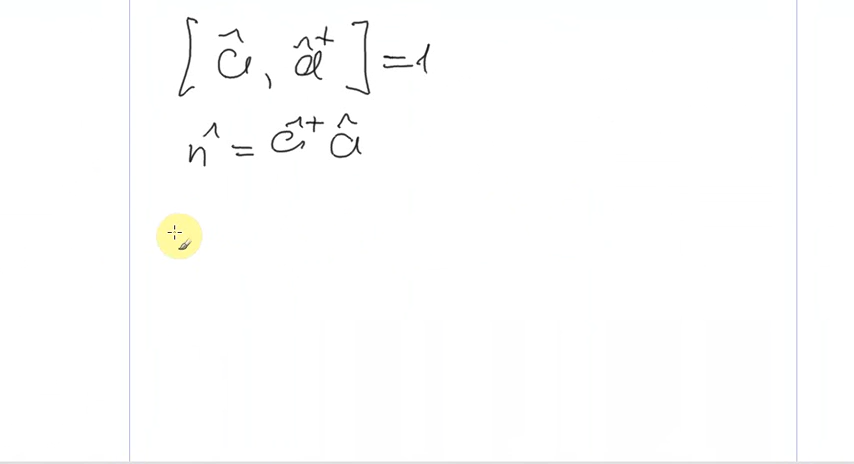 [â, â⁺] = 1
n̂ = â⁺ â